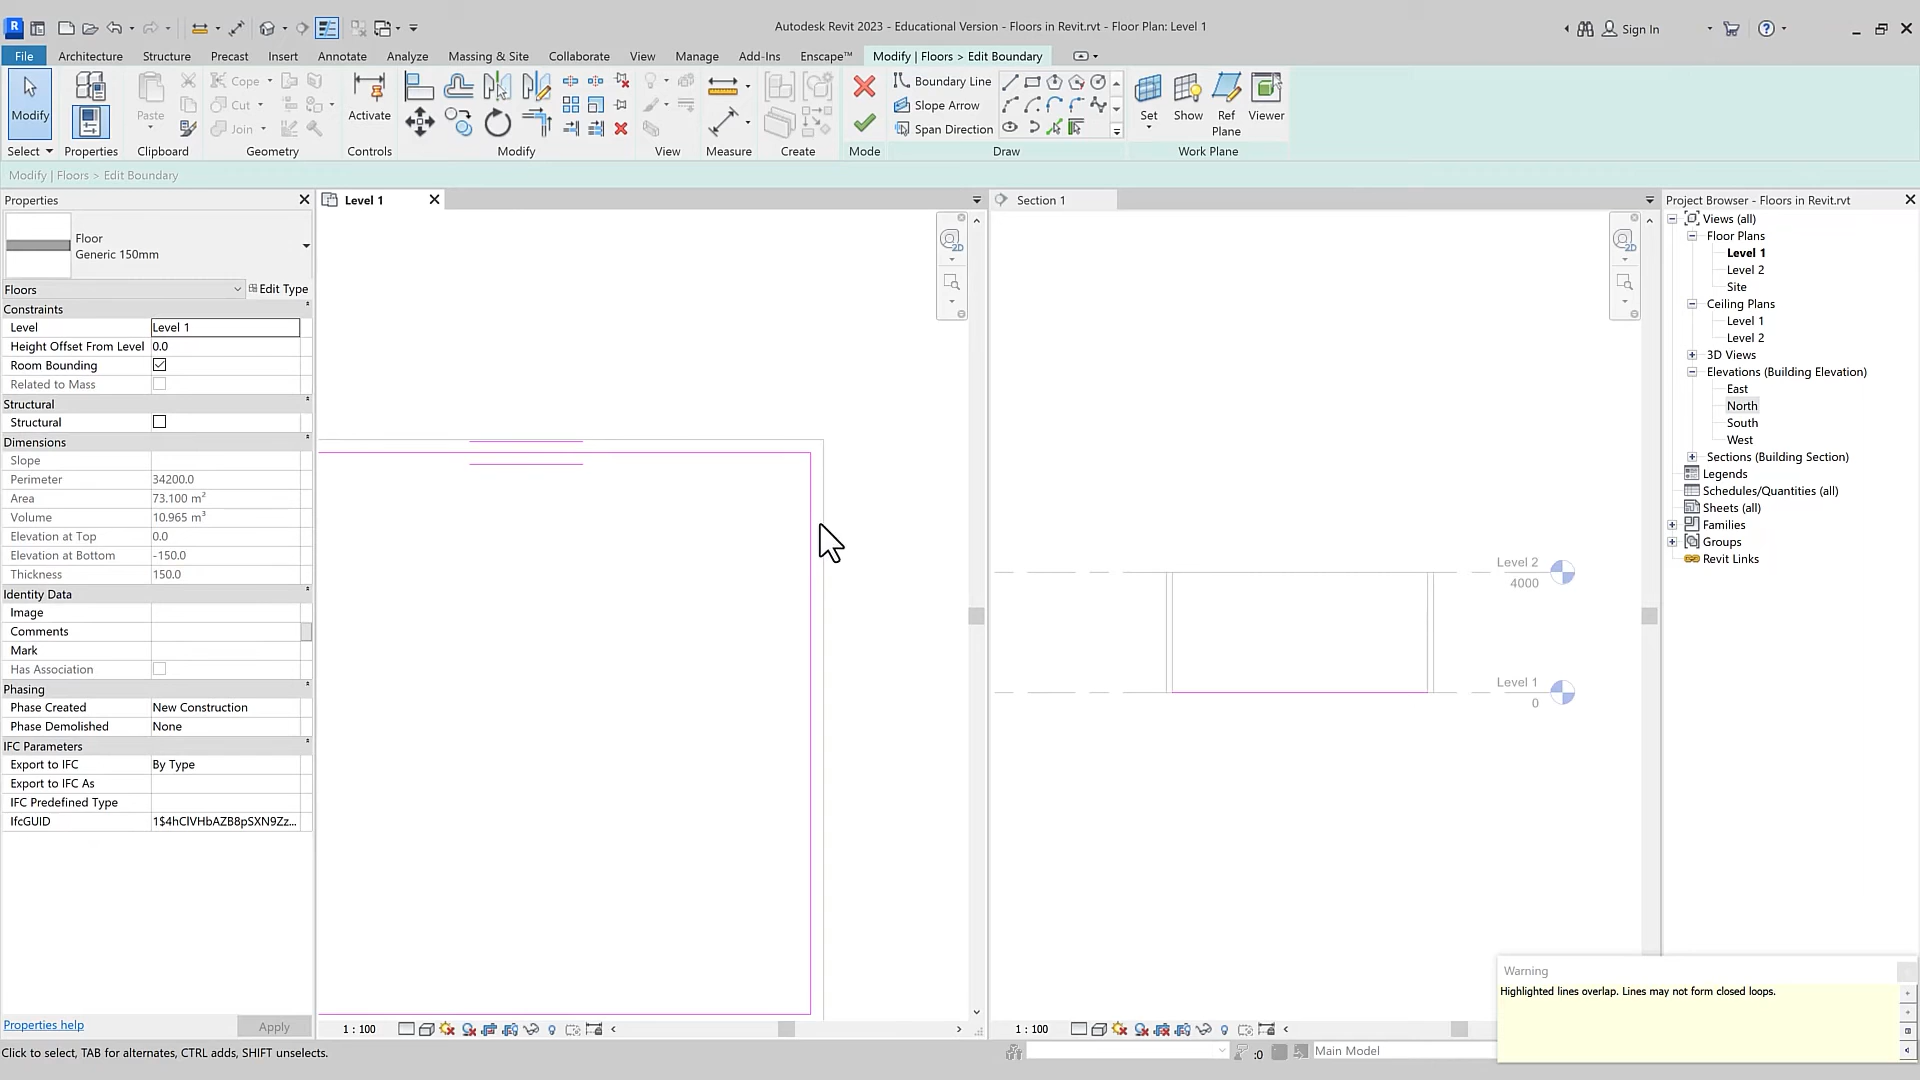 Autodesk Revit 2023 - Educational Version - Floors in Revit.rvt - Floor Plan: Level 1
Sign In
File Architecture Structure Precast Insert Annotate Analyze Massing & Site Collaborate View Manage Add-Ins Enscape™ Modify | Floors > Edit Boundary
Modify
Paste
Cope
Cut
Join
Activate
Boundary Line
Slope Arrow
Span Direction
Set
Show
Ref
Plane
Viewer
Select Properties Clipboard Geometry Controls Modify View Measure Create Mode Draw Work Plane
Modify | Floors > Edit Boundary
Properties
Floor
Generic 150mm
Floors
Edit Type
Constraints
Level Level 1
Height Offset From Level 0.0
Room Bounding
Related to Mass
Structural
Structural
Dimensions
Slope
Perimeter 34200.0
Area 73.100 m²
Volume 10.965 m³
Elevation at Top 0.0
Elevation at Bottom -150.0
Thickness 150.0
Identity Data
Image
Comments
Mark
Has Association
Phasing
Phase Created New Construction
Phase Demolished None
IFC Parameters
Export to IFC By Type
Export to IFC As
IFC Predefined Type
IfcGUID
Properties help
Apply
Level 1
2D
1 : 100
Section 1
2D
Level 2
4000
Level 1
0
1 : 100
Project Browser - Floors in Revit.rvt
Views (all)
Floor Plans
Level 1
Level 2
Site
Ceiling Plans
Level 1
Level 2
3D Views
Elevations (Building Elevation)
East
North
South
West
Sections (Building Section)
Legends
Schedules/Quantities (all)
Sheets (all)
Families
Groups
Revit Links
Warning
Highlighted lines overlap. Lines may not form closed loops.
Click to select, TAB for alternates, CTRL adds, SHIFT unselects.
:0
Main Model